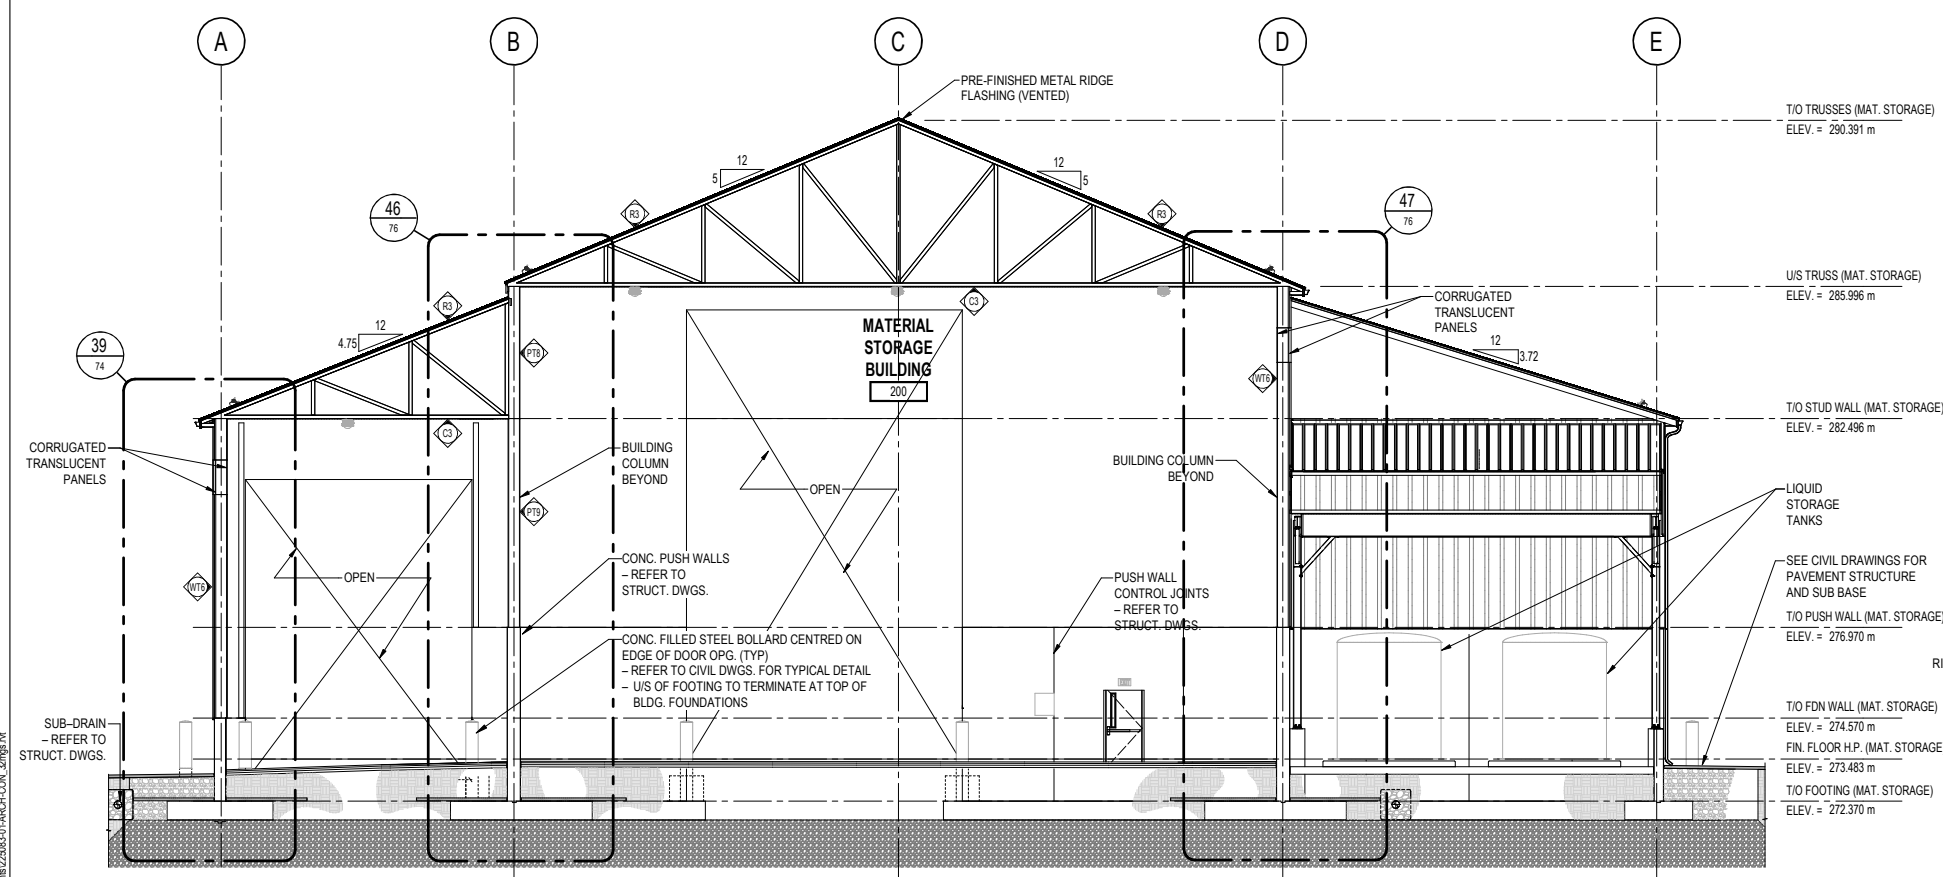 A
B
C
D
E
PRE-FINISHED METAL RIDGE
FLASHING (VENTED)
T/O TRUSSES (MAT. STORAGE)
ELEV. = 290.391 m
12
5
12
5
46
76
47
76
R3
R3
U/S TRUSS (MAT. STORAGE)
ELEV. = 285.996 m
R3
C3
CORRUGATED
TRANSLUCENT
PANELS
12
4.75
MATERIAL
STORAGE
BUILDING
200
PT8
WT6
12
3.72
39
74
T/O STUD WALL (MAT. STORAGE)
ELEV. = 282.496 m
C3
CORRUGATED
TRANSLUCENT
PANELS
BUILDING
COLUMN
BEYOND
BUILDING COLUMN
BEYOND
OPEN
PT9
LIQUID
STORAGE
TANKS
CONC. PUSH WALLS
– REFER TO
STRUCT. DWGS.
OPEN
WT6
PUSH WALL
CONTROL JOINTS
– REFER TO
STRUCT. DWGS.
SEE CIVIL DRAWINGS FOR
PAVEMENT STRUCTURE
AND SUB BASE
T/O PUSH WALL (MAT. STORAGE)
ELEV. = 276.970 m
CONC. FILLED STEEL BOLLARD CENTRED ON
EDGE OF DOOR OPG. (TYP)
– REFER TO CIVIL DWGS. FOR TYPICAL DETAIL
– U/S OF FOOTING TO TERMINATE AT TOP OF
BLDG. FOUNDATIONS
RI
SUB–DRAIN
– REFER TO
STRUCT. DWGS.
T/O FDN WALL (MAT. STORAGE)
ELEV. = 274.570 m
FIN. FLOOR H.P. (MAT. STORAGE
ELEV. = 273.483 m
T/O FOOTING (MAT. STORAGE)
ELEV. = 272.370 m